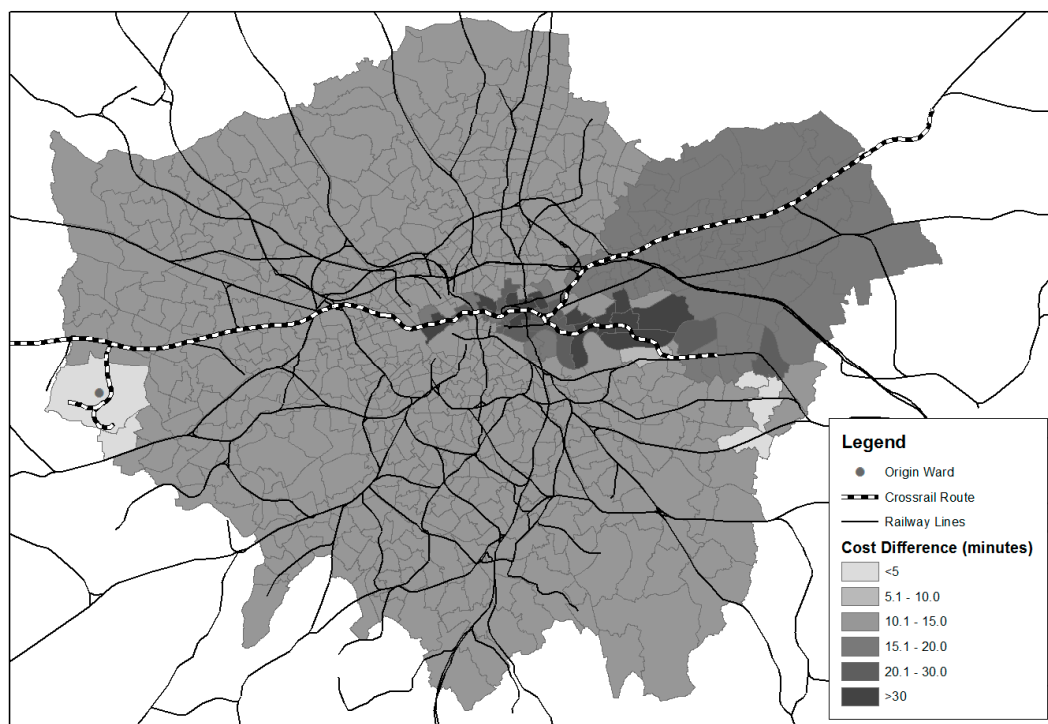 Legend
Origin Ward
Crossrail Route
Railway Lines
Cost Difference (minutes)
<5
5.1 - 10.0
10.1 - 15.0
15.1 - 20.0
20.1 - 30.0
>30